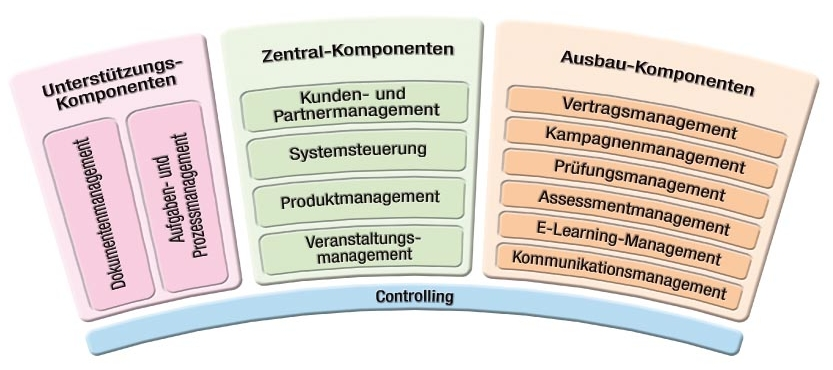 Unterstützungs-
Komponenten
Dokumentenmanagement
Aufgaben- und
Prozessmanagement
Zentral-Komponenten
Kunden- und
Partnermanagement
Systemsteuerung
Produktmanagement
Veranstaltungs-
management
Ausbau-Komponenten
Vertragsmanagement
Kampagnenmanagement
Prüfungsmanagement
Assessmentmanagement
E-Learning-Management
Kommunikationsmanagement
Controlling